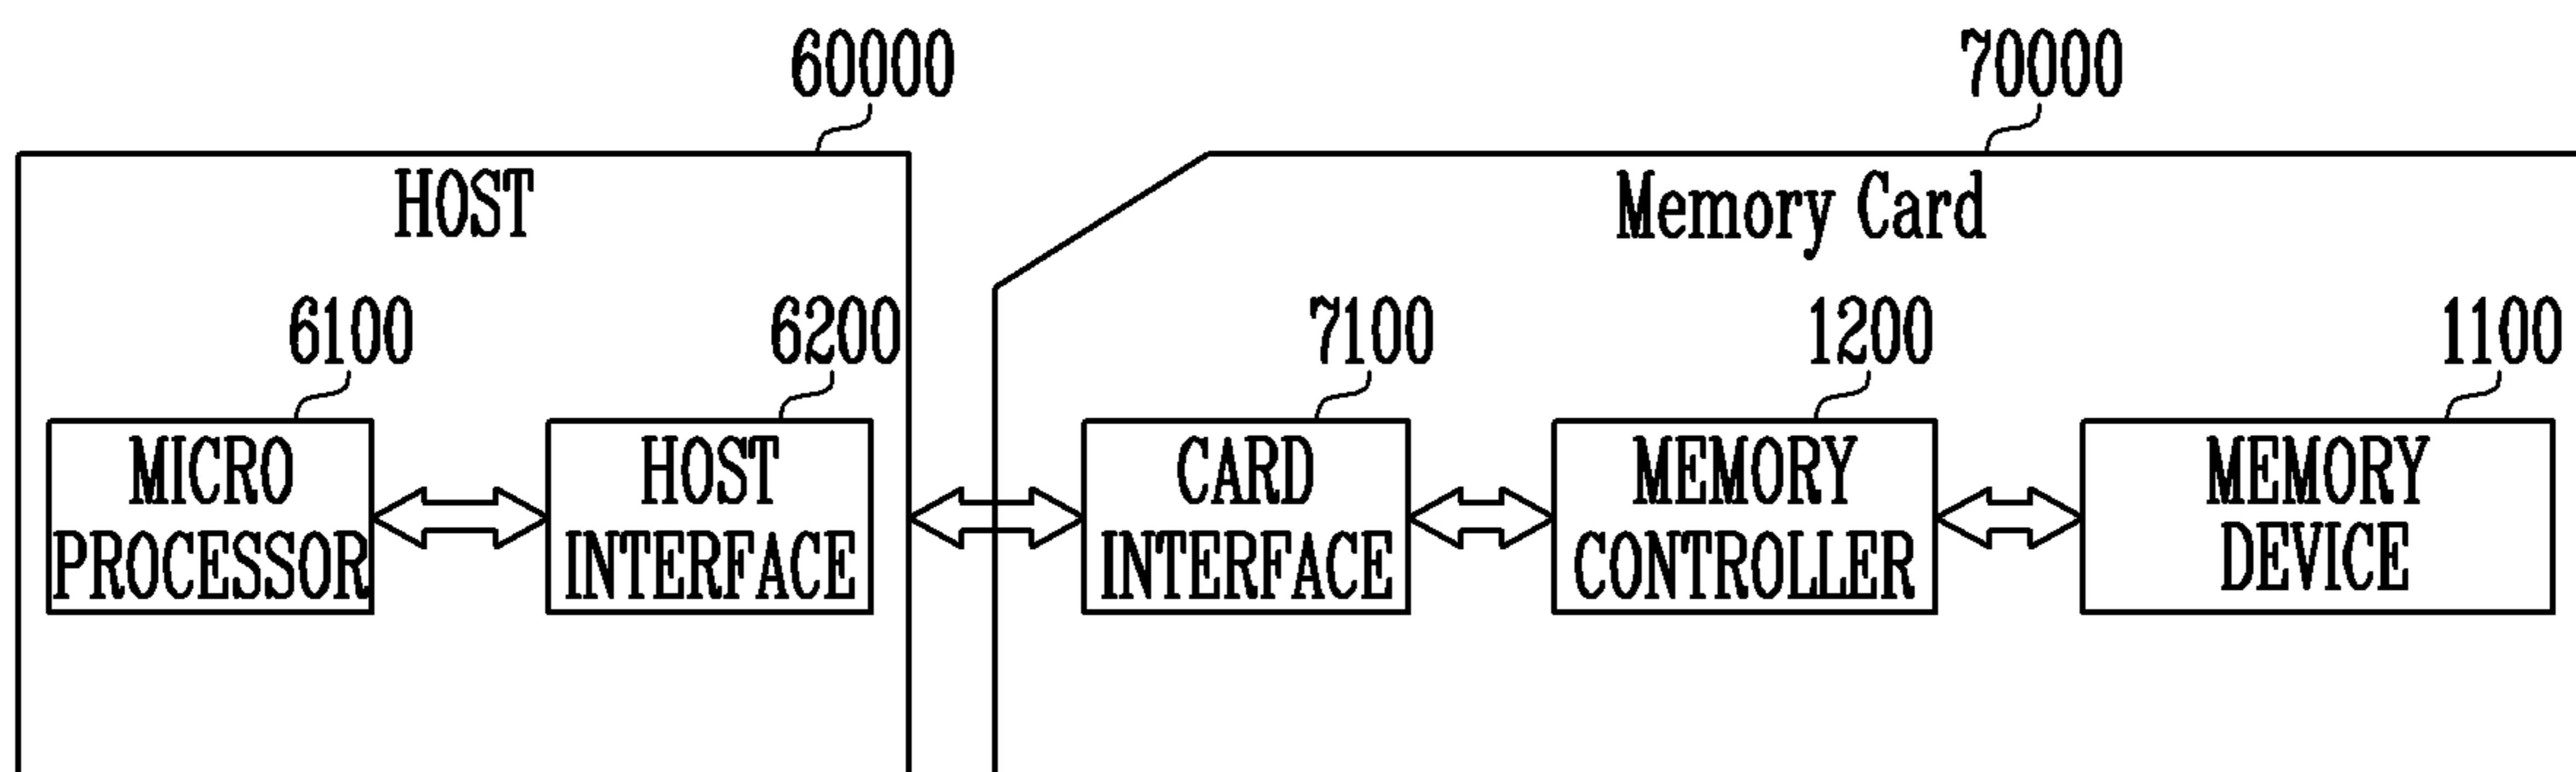 60000
70000
HOST
Memory Card
6100
6200
7100
1200
1100
MICRO
PROCESSOR
HOST
INTERFACE
CARD
INTERFACE
MEMORY
CONTROLLER
MEMORY
DEVICE